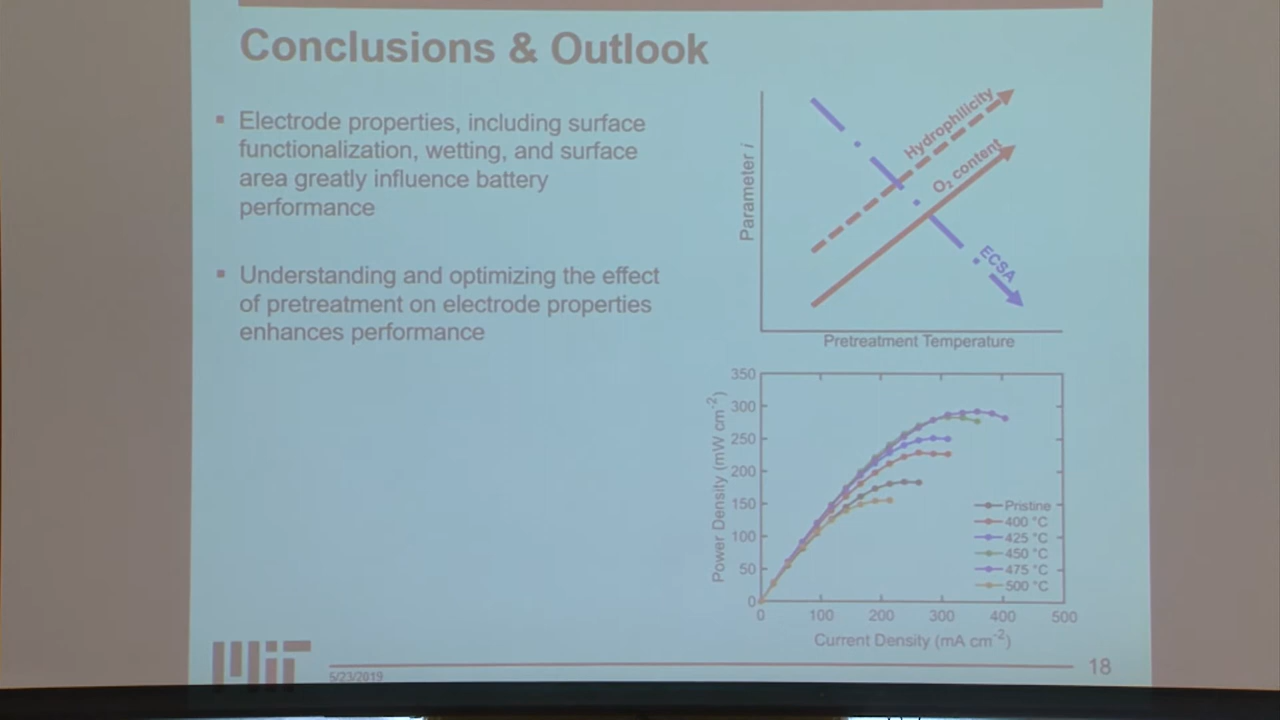 Conclusions & Outlook
▪ Electrode properties, including surface
functionalization, wetting, and surface
area greatly influence battery
performance
▪ Understanding and optimizing the effect
of pretreatment on electrode properties
enhances performance
Parameter i
Hydrophilicity
O₂ content
ECSA
Pretreatment Temperature
Power Density (mW cm⁻²)
350
300
250
200
150
100
50
0
Pristine
400 °C
425 °C
450 °C
475 °C
500 °C
0 100 200 300 400 500
Current Density (mA cm⁻²)
MIT
5/23/2019
18